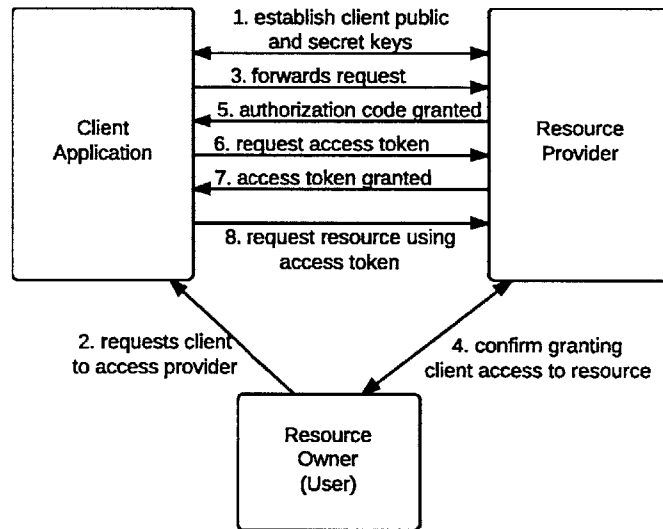 1. establish client public
and secret keys
3. forwards request
5. authorization code granted
Client
Application
6. request access token
Resource
Provider
7. access token granted
8. request resource using
access token
2. requests client
to access provider
4. confirm granting
client access to resource
Resource
Owner
(User)